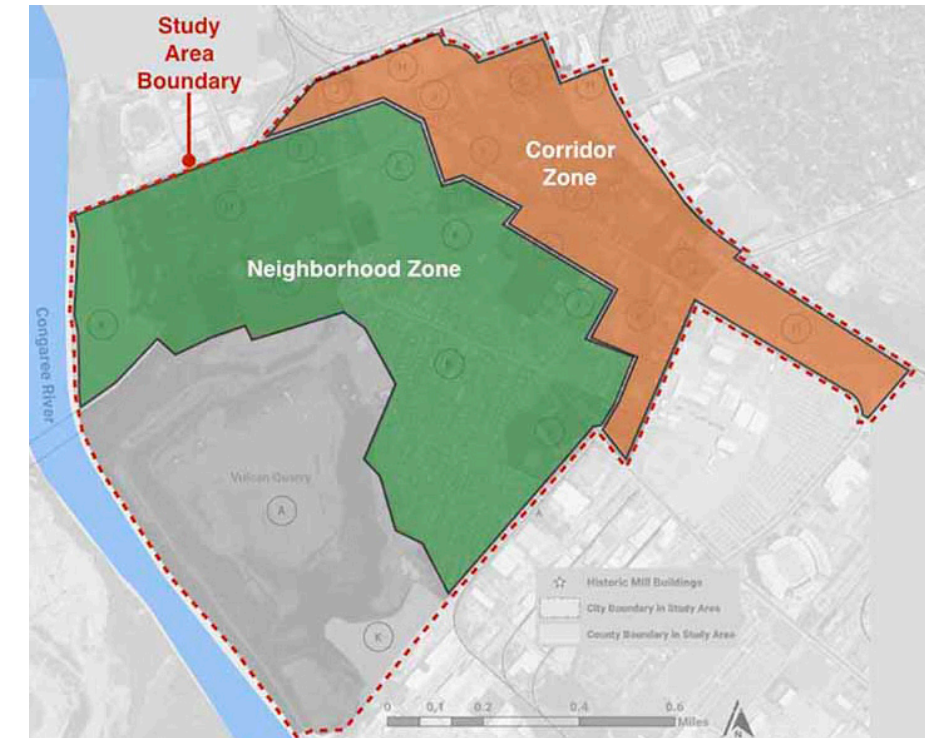 Study
Area
Boundary
Corridor
Zone
Neighborhood Zone
Congaree River
Vulcan Quarry
A
K
A
Historic Mill Buildings
City Boundary in Study Area
County Boundary in Study Area
0 0.1 0.2 0.4 0.6
Miles
N